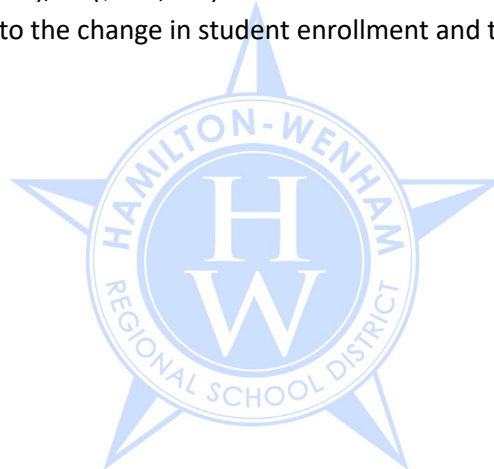 to the change in student enrollment and t
HAMILTON-WENHAM
H
W
REGIONAL SCHOOL DISTRICT